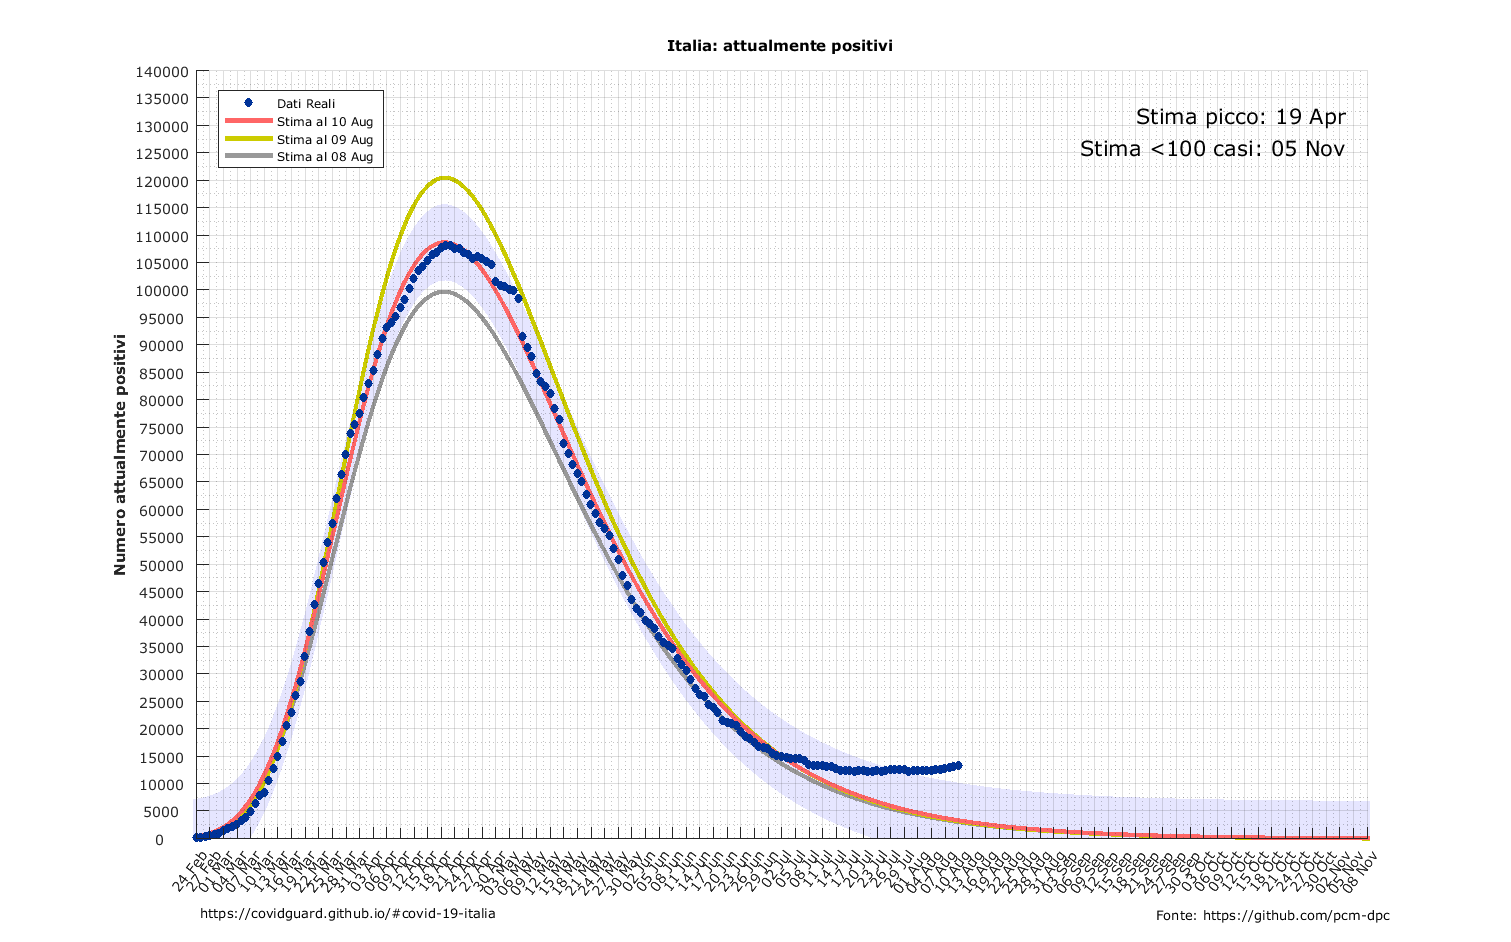 Italia: attualmente positivi
140000
135000
130000
125000
120000
115000
110000
105000
100000
95000
90000
85000
80000
75000
70000
65000
60000
55000
50000
45000
40000
35000
30000
25000
20000
15000
10000
5000
0
Numero attualmente positivi
Dati Reali
Stima al 10 Aug
Stima al 09 Aug
Stima al 08 Aug
Stima picco: 19 Apr
Stima <100 casi: 05 Nov
24 Feb
27 Feb
01 Mar
04 Mar
07 Mar
10 Mar
13 Mar
16 Mar
19 Mar
22 Mar
25 Mar
28 Mar
31 Mar
03 Apr
06 Apr
09 Apr
12 Apr
15 Apr
18 Apr
21 Apr
24 Apr
27 Apr
30 Apr
03 May
06 May
09 May
12 May
15 May
18 May
21 May
24 May
27 May
30 May
02 Jun
05 Jun
08 Jun
11 Jun
14 Jun
17 Jun
20 Jun
23 Jun
26 Jun
29 Jun
02 Jul
05 Jul
08 Jul
11 Jul
14 Jul
17 Jul
20 Jul
23 Jul
26 Jul
29 Jul
01 Ago
04 Ago
07 Ago
10 Ago
13 Ago
16 Ago
19 Ago
22 Ago
25 Ago
28 Ago
31 Ago
03 Sep
06 Sep
09 Sep
12 Sep
15 Sep
18 Sep
21 Sep
24 Sep
27 Sep
30 Sep
03 Oct
06 Oct
09 Oct
12 Oct
15 Oct
18 Oct
21 Oct
24 Oct
27 Oct
30 Oct
02 Nov
05 Nov
08 Nov
https://covidguard.github.io/#covid-19-italia
Fonte: https://github.com/pcm-dpc